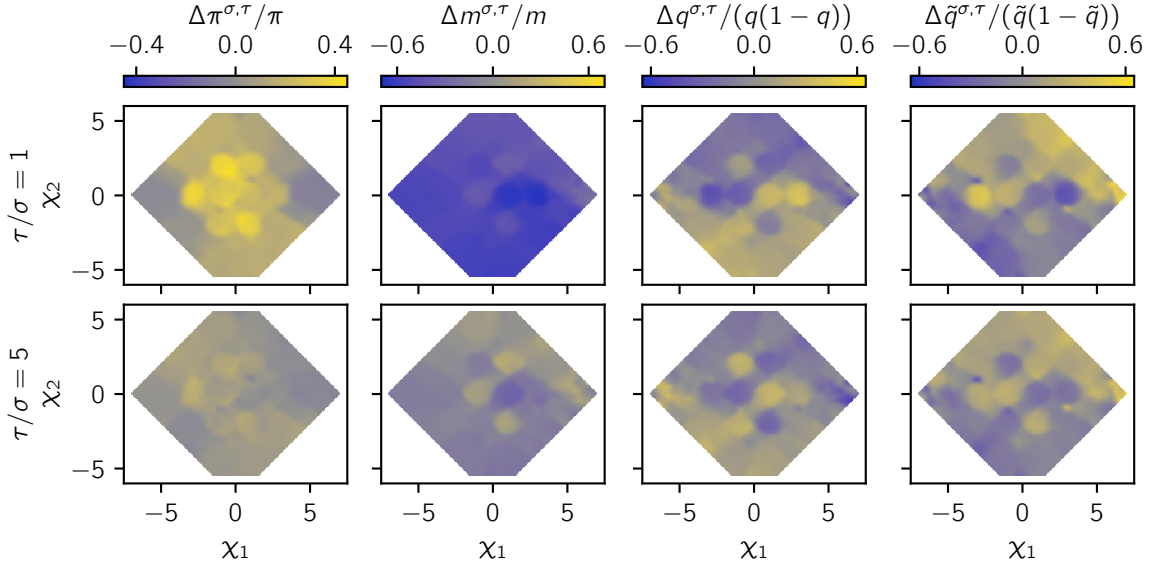 Δπ^{σ,τ}/π Δm^{σ,τ}/m Δq^{σ,τ}/(q(1 − q)) Δq̃^{σ,τ}/(q̃(1 − q̃))
−0.4 0.0 0.4 −0.6 0.0 0.6 −0.6 0.0 0.6 −0.6 0.0 0.6
τ/σ = 1
χ₂
5
0
−5
τ/σ = 5
χ₂
5
0
−5
−5 0 5 −5 0 5 −5 0 5 −5 0 5
χ₁ χ₁ χ₁ χ₁